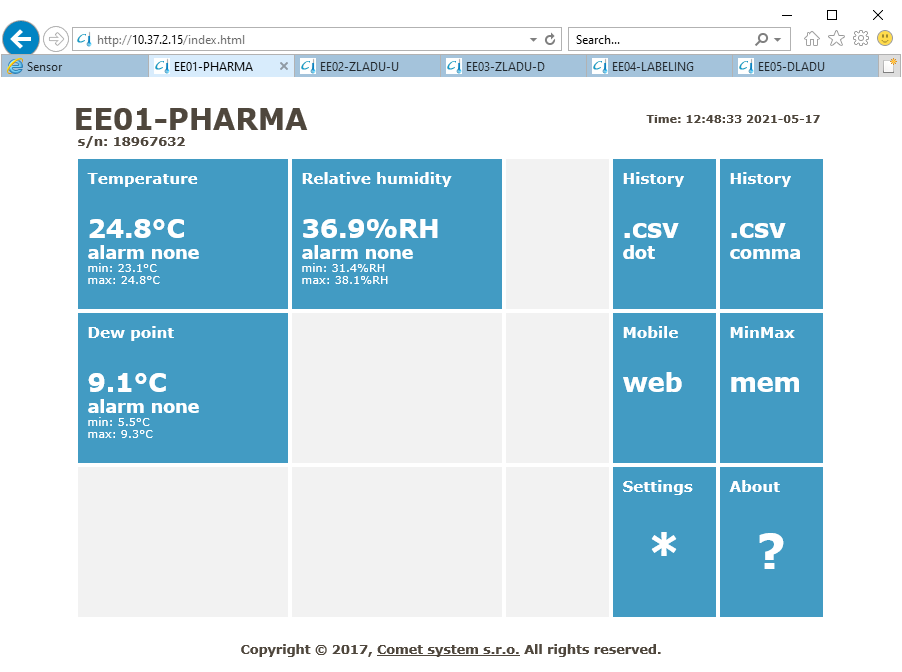 http://10.37.2.15/index.html
Search...
Sensor
EE01-PHARMA
EE02-ZLADU-U
EE03-ZLADU-D
EE04-LABELING
EE05-DLADU
EE01-PHARMA
s/n: 18967632
Time: 12:48:33 2021-05-17
Temperature
24.8°C
alarm none
min: 23.1°C
max: 24.8°C
Relative humidity
36.9%RH
alarm none
min: 31.4%RH
max: 38.1%RH
History
.csv
dot
History
.csv
comma
Dew point
9.1°C
alarm none
min: 5.5°C
max: 9.3°C
Mobile
web
MinMax
mem
Settings
*
About
?
Copyright © 2017, Comet system s.r.o. All rights reserved.